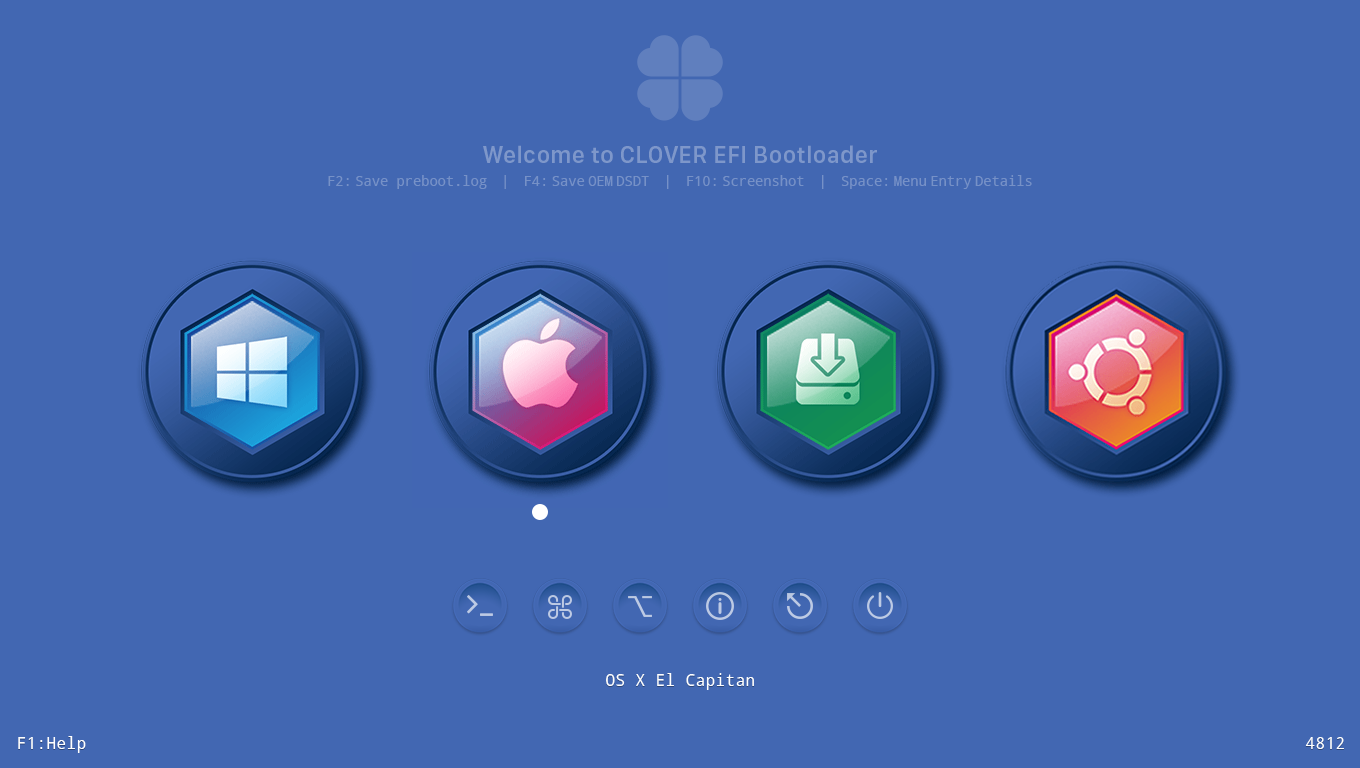 Welcome to CLOVER EFI Bootloader
F2: Save preboot.log | F4: Save OEM DSDT | F10: Screenshot | Space: Menu Entry Details
OS X El Capitan
F1:Help
4812